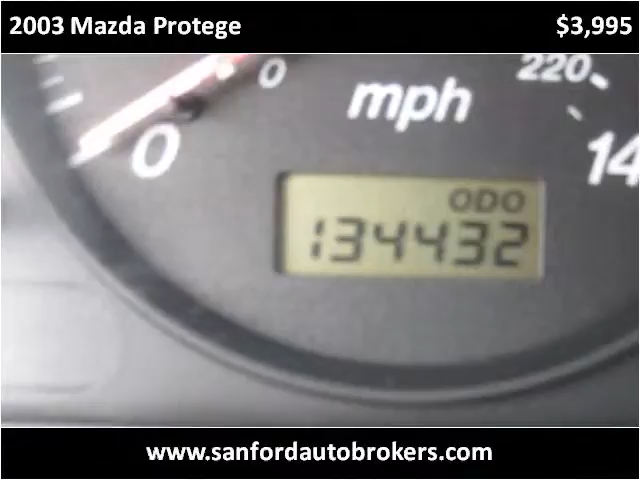 2003 Mazda Protege $3,995
0 mph 220
0 14
ODO
134432
www.sanfordautobrokers.com